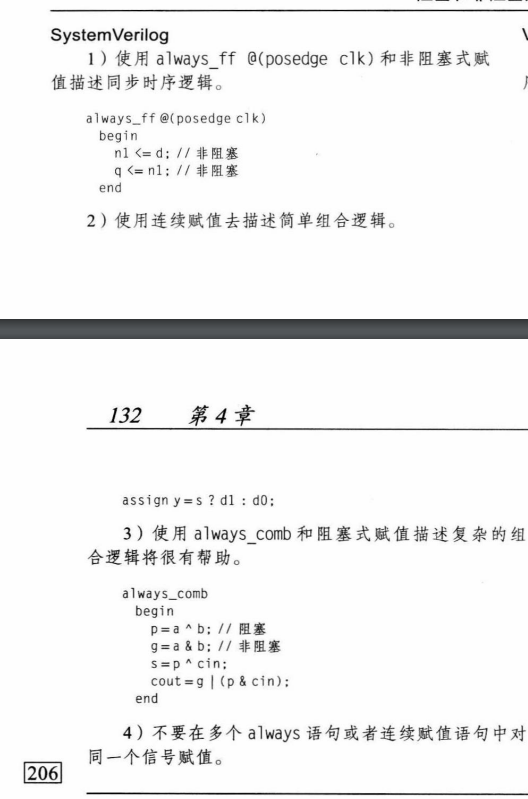 SystemVerilog
1）使用 always_ff @(posedge clk) 和非阻塞式赋
值描述同步时序逻辑。
always_ff @(posedge clk)
begin
n1 <= d; // 非阻塞
q <= n1; // 非阻塞
end
2）使用连续赋值去描述简单组合逻辑。
132 第 4 章
assign y = s ? d1 : d0;
3）使用 always_comb 和阻塞式赋值描述复杂的组
合逻辑将很有帮助。
always_comb
begin
p = a ^ b; // 阻塞
g = a & b; // 非阻塞
s = p ^ cin;
cout = g | (p & cin);
end
4）不要在多个 always 语句或者连续赋值语句中对
同一个信号赋值。
206